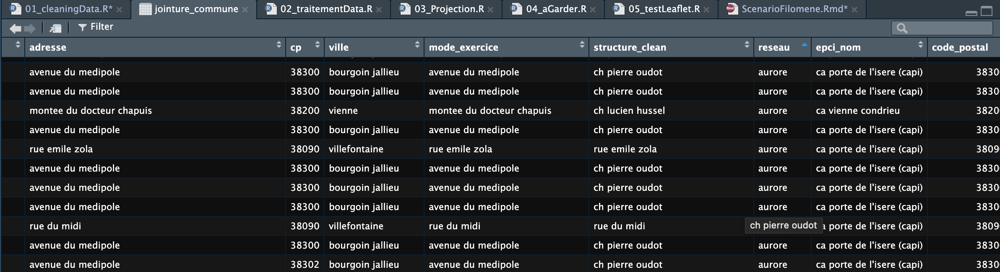 01_cleaningData.R* jointure_commune 02_traitementData.R 03_Projection.R 04_aGarder.R 05_testLeaflet.R ScenarioFilomene.Rmd*
Filter
adresse cp ville mode_exercice structure_clean reseau epci_nom code_postal
avenue du medipole 38300 bourgoin jallieu avenue du medipole ch pierre oudot aurore ca porte de l'isere (capi) 3830
avenue du medipole 38300 bourgoin jallieu avenue du medipole ch pierre oudot aurore ca porte de l'isere (capi) 3830
montee du docteur chapuis 38200 vienne montee du docteur chapuis ch lucien hussel aurore ca vienne condrieu 3820
avenue du medipole 38300 bourgoin jallieu avenue du medipole ch pierre oudot aurore ca porte de l'isere (capi) 3830
rue emile zola 38090 villefontaine rue emile zola rue emile zola aurore ca porte de l'isere (capi) 3809
avenue du medipole 38300 bourgoin jallieu avenue du medipole ch pierre oudot aurore ca porte de l'isere (capi) 3830
avenue du medipole 38300 bourgoin jallieu avenue du medipole ch pierre oudot aurore ca porte de l'isere (capi) 3830
avenue du medipole 38300 bourgoin jallieu avenue du medipole ch pierre oudot aurore ca porte de l'isere (capi) 3830
rue du midi 38090 villefontaine rue du midi rue du midi ch pierre oudot porte de l'isere (capi) 3809
avenue du medipole 38300 bourgoin jallieu avenue du medipole ch pierre oudot aurore ca porte de l'isere (capi) 3830
avenue du medipole 38302 bourgoin jallieu avenue du medipole ch pierre oudot aurore ca porte de l'isere (capi) 3830